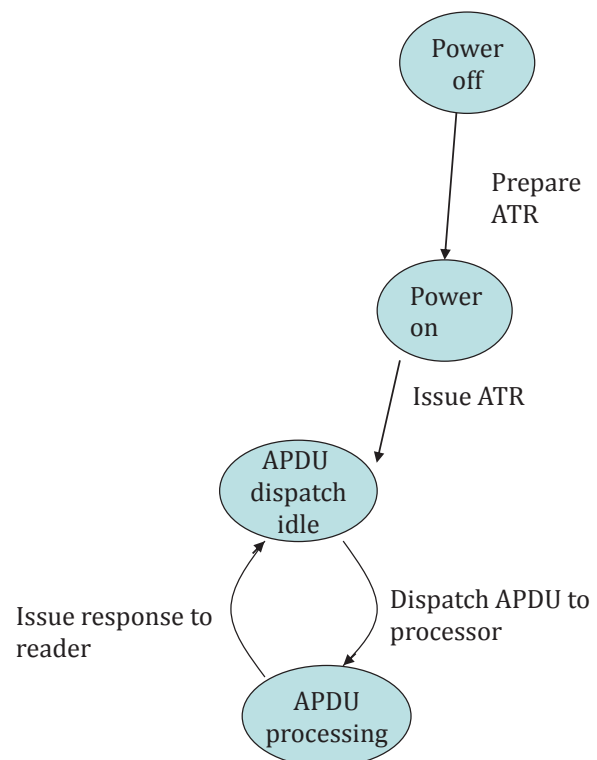 Power
off
Prepare
ATR
Power
on
Issue ATR
APDU
dispatch
idle
Issue response to
reader
Dispatch APDU to
processor
APDU
processing